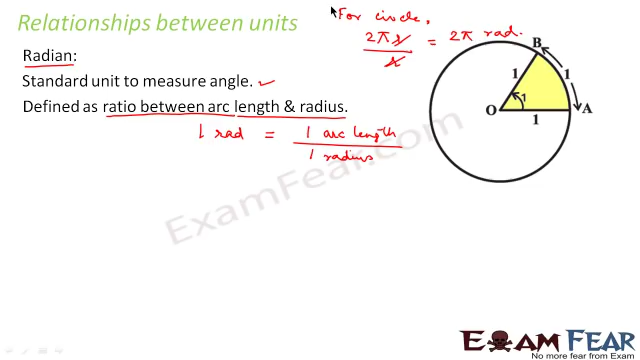 Relationships between units
For circle,
2πr / r = 2π rad.
Radian:
Standard unit to measure angle. ✓
Defined as ratio between arc length & radius.
1 rad = 1 arc length / 1 radius
B
1 1 1
O 1 A
ExamFear.com
EXAM FEAR
No more fear from Exam